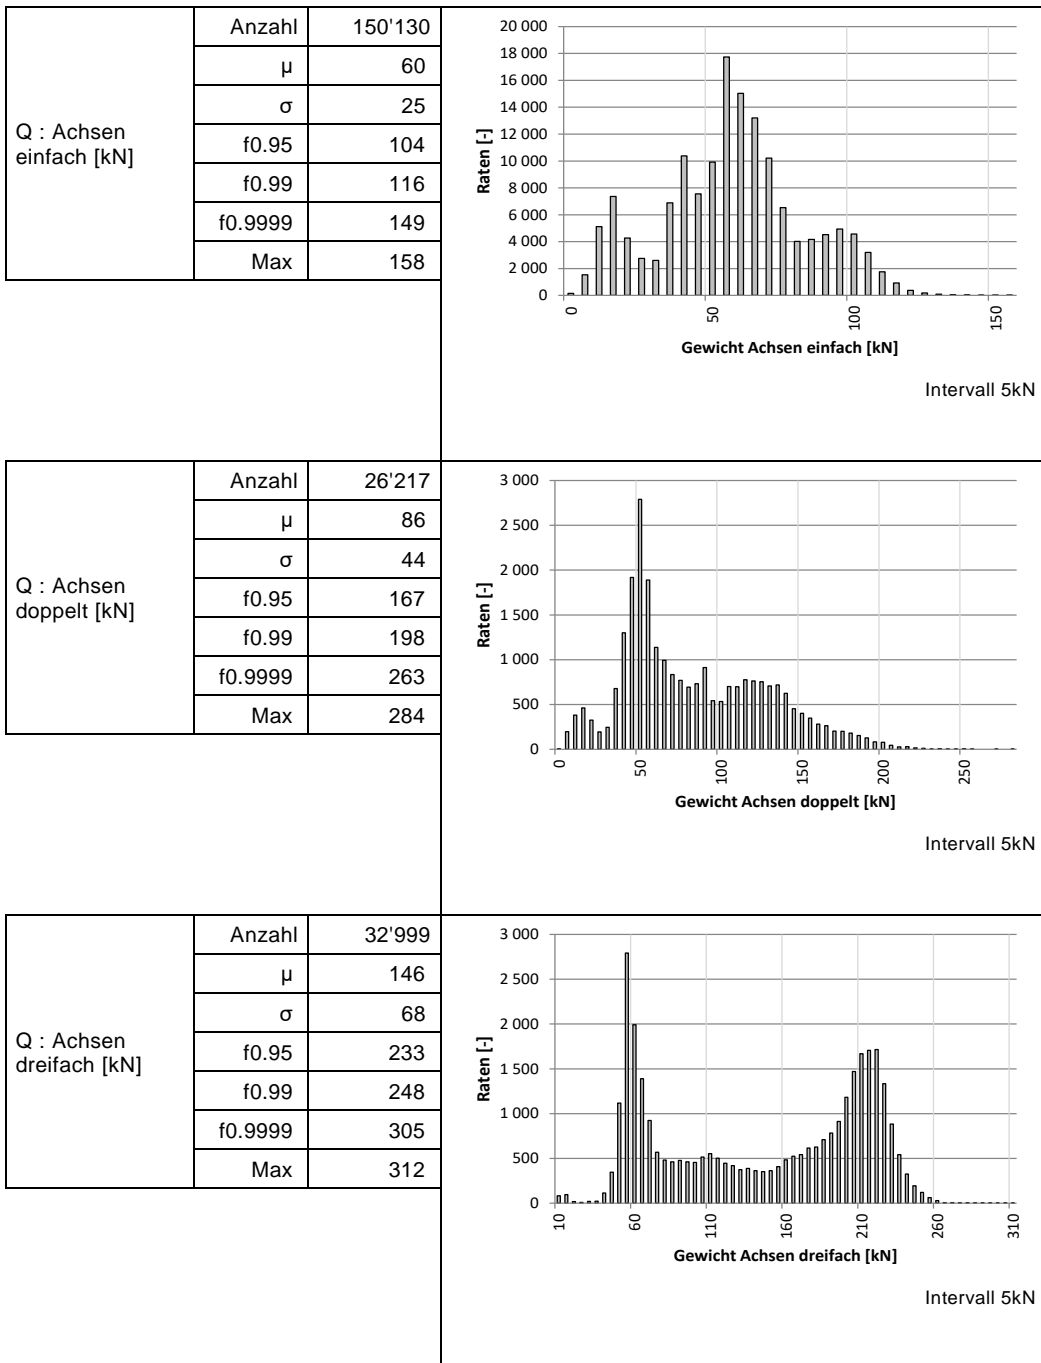 Q : Achsen
einfach [kN]
Anzahl 150'130
μ 60
σ 25
f0.95 104
f0.99 116
f0.9999 149
Max 158
20 000
18 000
16 000
14 000
12 000
10 000
8 000
6 000
4 000
2 000
0
Raten [-]
0 50 100 150
Gewicht Achsen einfach [kN]
Intervall 5kN
Q : Achsen
doppelt [kN]
Anzahl 26'217
μ 86
σ 44
f0.95 167
f0.99 198
f0.9999 263
Max 284
3 000
2 500
2 000
1 500
1 000
500
0
Raten [-]
0 50 100 150 200 250
Gewicht Achsen doppelt [kN]
Intervall 5kN
Q : Achsen
dreifach [kN]
Anzahl 32'999
μ 146
σ 68
f0.95 233
f0.99 248
f0.9999 305
Max 312
3 000
2 500
2 000
1 500
1 000
500
0
Raten [-]
10 60 110 160 210 260 310
Gewicht Achsen dreifach [kN]
Intervall 5kN